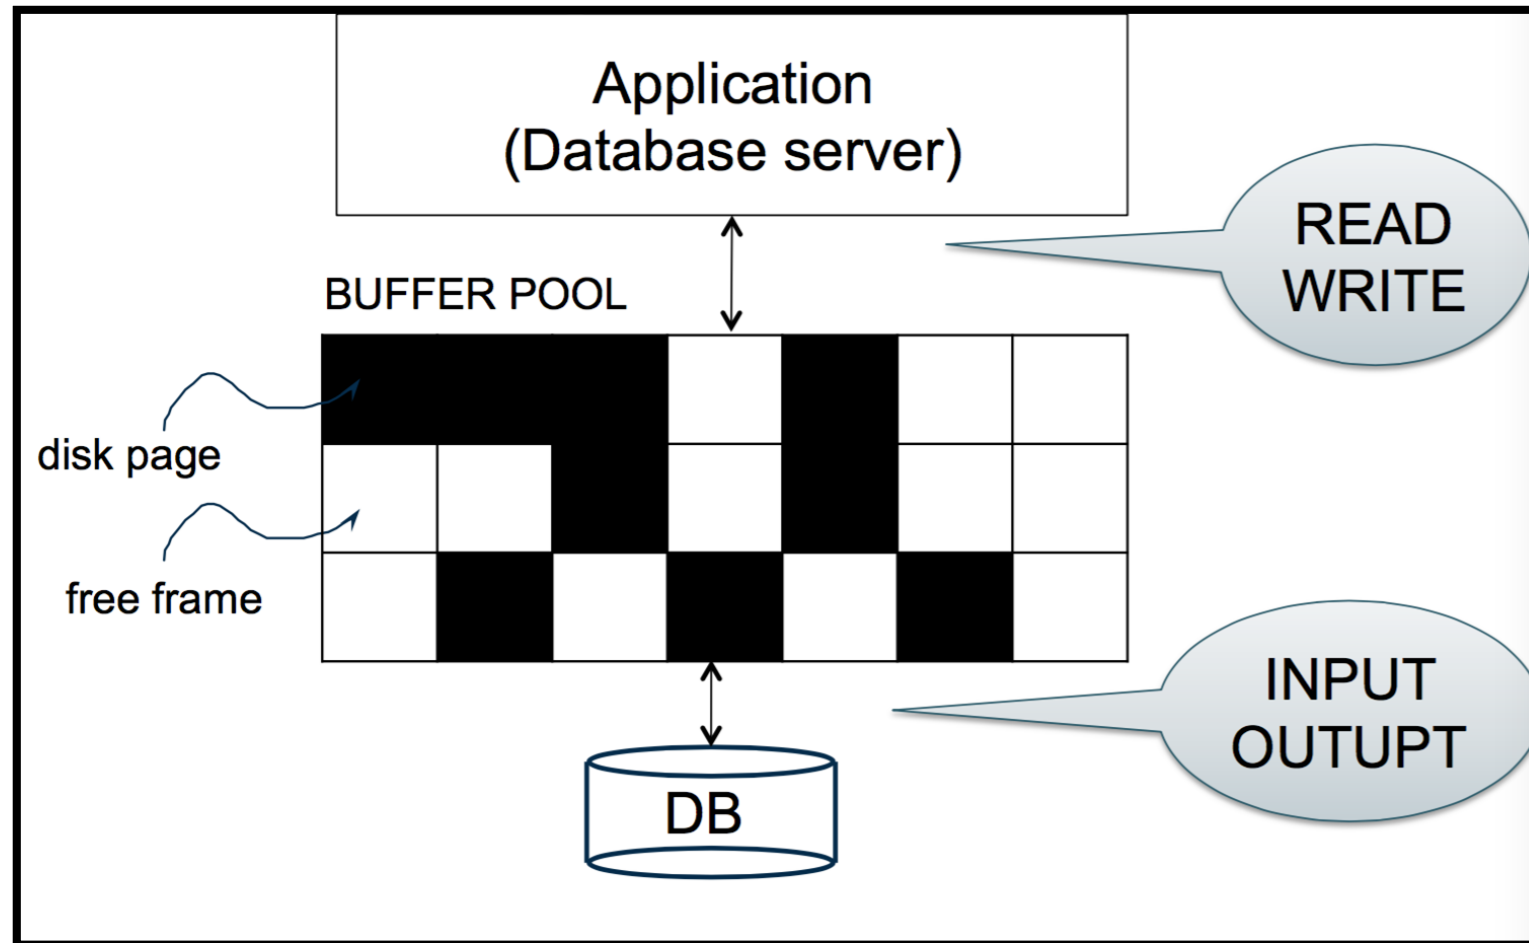 Application
(Database server)
READ
WRITE
BUFFER POOL
disk page
free frame
INPUT
OUTUPT
DB